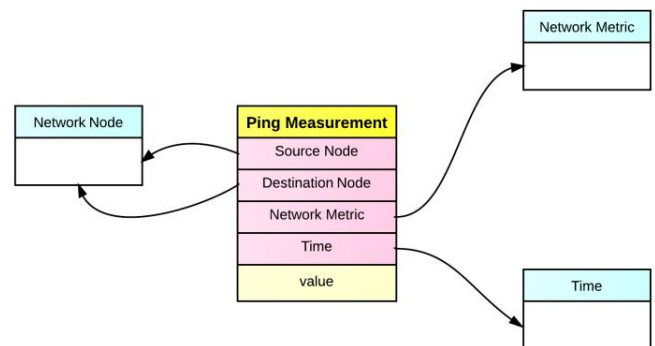 Network Metric
Network Node
Ping Measurement
Source Node
Destination Node
Network Metric
Time
value
Time